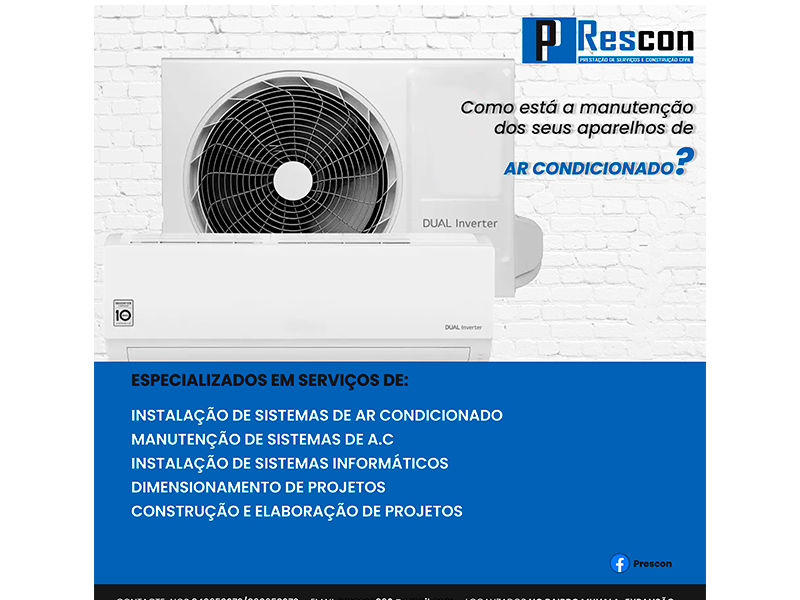 P Rescon
PRESTAÇÃO DE SERVIÇOS E CONSTRUÇÃO CIVIL
Como está a manutenção
dos seus aparelhos de
AR CONDICIONADO?
DUAL Inverter
10
DUAL Inverter
ESPECIALIZADOS EM SERVIÇOS DE:
INSTALAÇÃO DE SISTEMAS DE AR CONDICIONADO
MANUTENÇÃO DE SISTEMAS DE A.C
INSTALAÇÃO DE SISTEMAS INFORMÁTICOS
DIMENSIONAMENTO DE PROJETOS
CONSTRUÇÃO E ELABORAÇÃO DE PROJETOS
Prescon